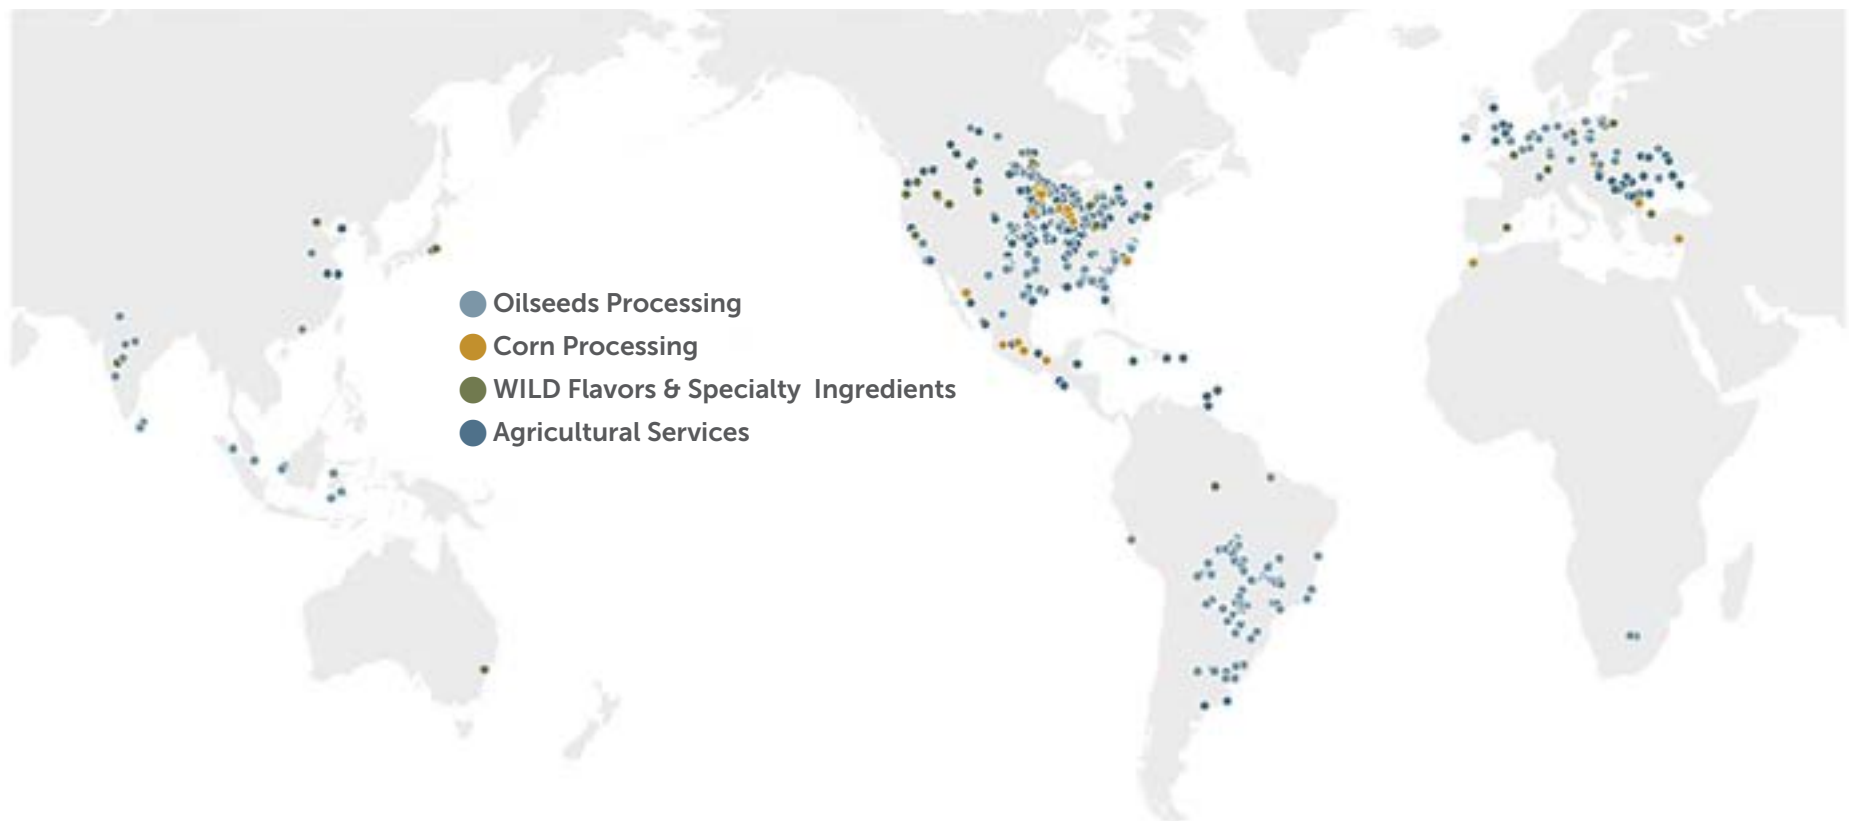 Oilseeds Processing
Corn Processing
WILD Flavors & Specialty Ingredients
Agricultural Services